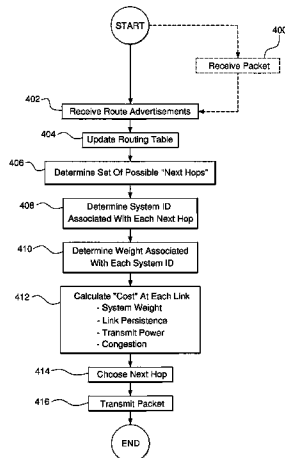 START
400
Receive Packet
402
Receive Route Advertisements
404
Update Routing Table
406
Determine Set Of Possible "Next Hops"
408
Determine System ID
Associated With Each Next Hop
410
Determine Weight Associated
With Each System ID
412
Calculate "Cost" At Each Link
- System Weight
- Link Persistence
- Transmit Power
- Congestion
414
Choose Next Hop
416
Transmit Packet
END